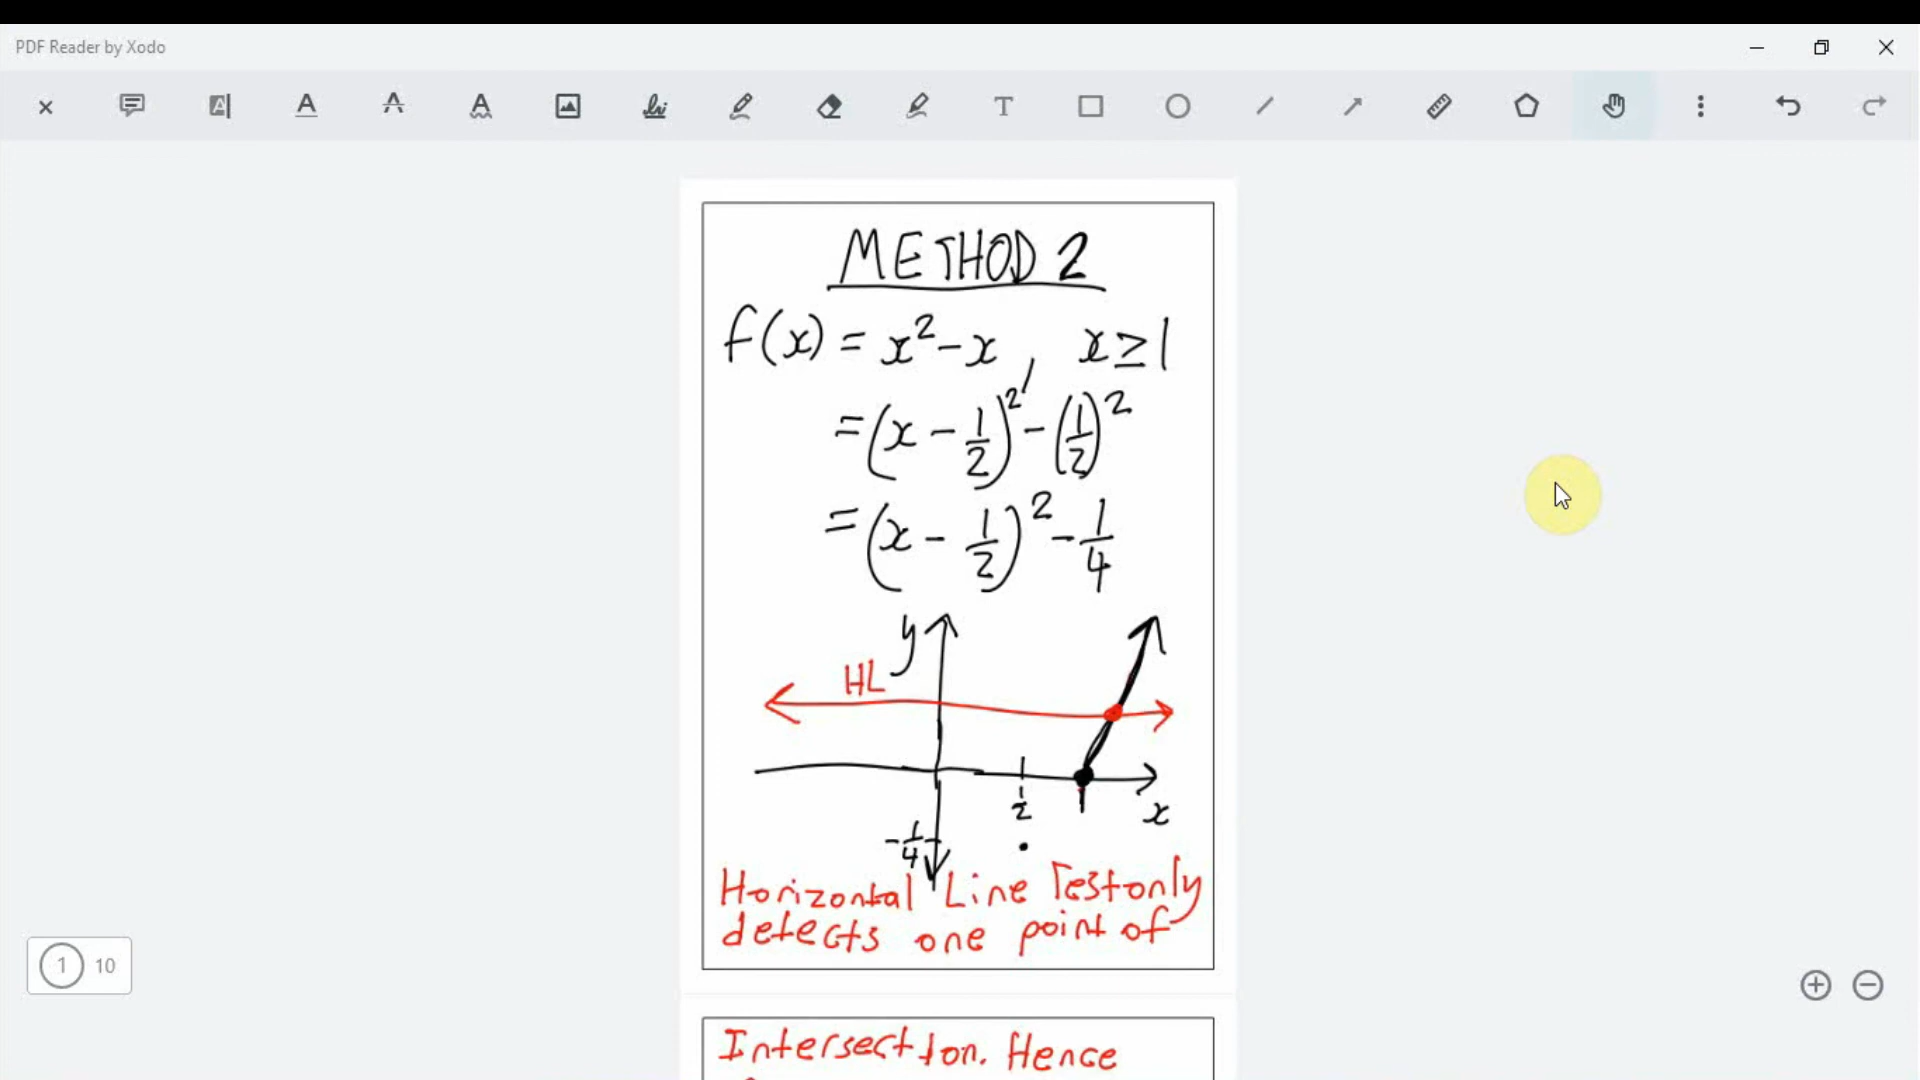 PDF Reader by Xodo
METHOD 2
f(x) = x² - x, x ≥ 1
= (x - 1/2)² - (1/2)²
= (x - 1/2)² - 1/4
y
HL
1/2
1
x
-1/4
Horizontal Line Test only
detects one point of
1 10
Intersection. Hence